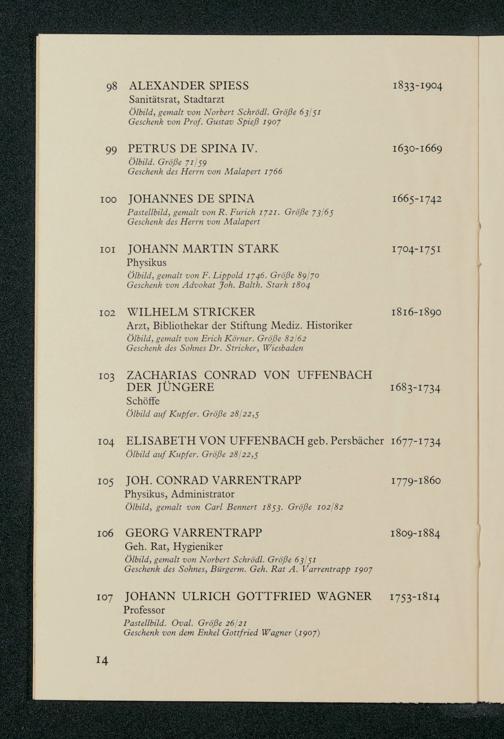 98 ALEXANDER SPIESS 1833-1904
Sanitätsrat, Stadtarzt
Ölbild, gemalt von Norbert Schrödl. Größe 63/51
Geschenk von Prof. Gustav Spieß 1907
99 PETRUS DE SPINA IV. 1630-1669
Ölbild. Größe 71/59
Geschenk des Herrn von Malapert 1766
100 JOHANNES DE SPINA 1665-1742
Pastellbild, gemalt von R. Furich 1721. Größe 73/65
Geschenk des Herrn von Malapert
101 JOHANN MARTIN STARK 1704-1751
Physikus
Ölbild, gemalt von F. Lippold 1746. Größe 89/70
Geschenk von Advokat Joh. Balth. Stark 1804
102 WILHELM STRICKER 1816-1890
Arzt, Bibliothekar der Stiftung Mediz. Historiker
Ölbild, gemalt von Erich Körner. Größe 82/62
Geschenk des Sohnes Dr. Stricker, Wiesbaden
103 ZACHARIAS CONRAD VON UFFENBACH
DER JÜNGERE 1683-1734
Schöffe
Ölbild auf Kupfer. Größe 28/22,5
104 ELISABETH VON UFFENBACH geb. Persbächer 1677-1734
Ölbild auf Kupfer. Größe 28/22,5
105 JOH. CONRAD VARRENTRAPP 1779-1860
Physikus, Administrator
Ölbild, gemalt von Carl Bennert 1853. Größe 102/82
106 GEORG VARRENTRAPP 1809-1884
Geh. Rat, Hygieniker
Ölbild, gemalt von Norbert Schrödl. Größe 63/51
Geschenk des Sohnes, Bürgerm. Geh. Rat A. Varrentrapp 1907
107 JOHANN ULRICH GOTTFRIED WAGNER 1753-1814
Professor
Pastellbild. Oval. Größe 26/21
Geschenk von dem Enkel Gottfried Wagner (1907)
14